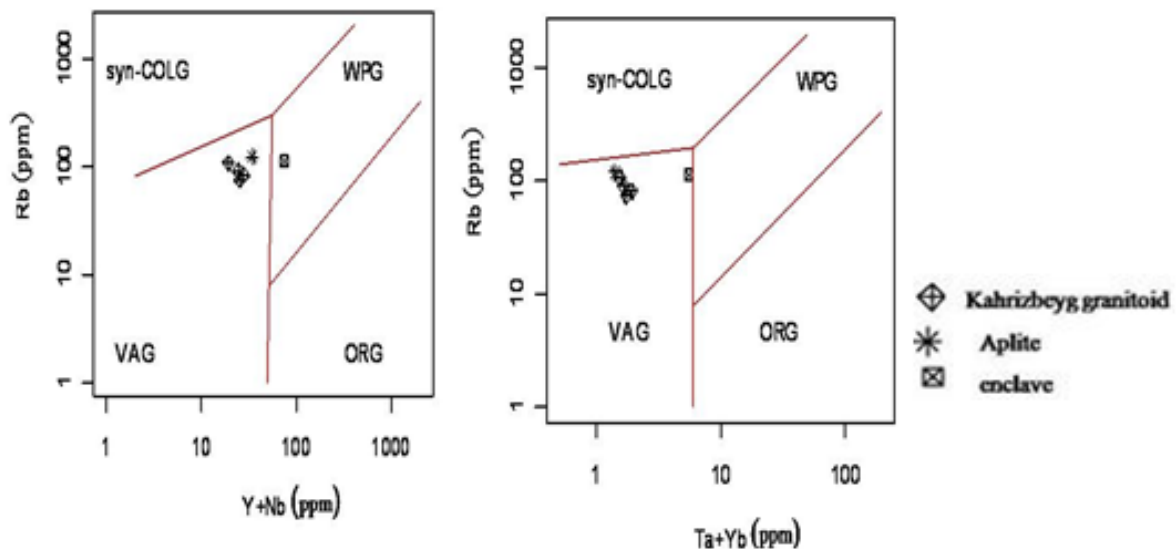 syn-COLG
WPG
VAG
ORG
Rb (ppm)
1000
100
10
1
1
10
100
1000
Y+Nb (ppm)
syn-COLG
WPG
VAG
ORG
Rb (ppm)
1000
100
10
1
1
10
100
Ta+Yb (ppm)
Kahrizbeyg granitoid
Aplite
enclave